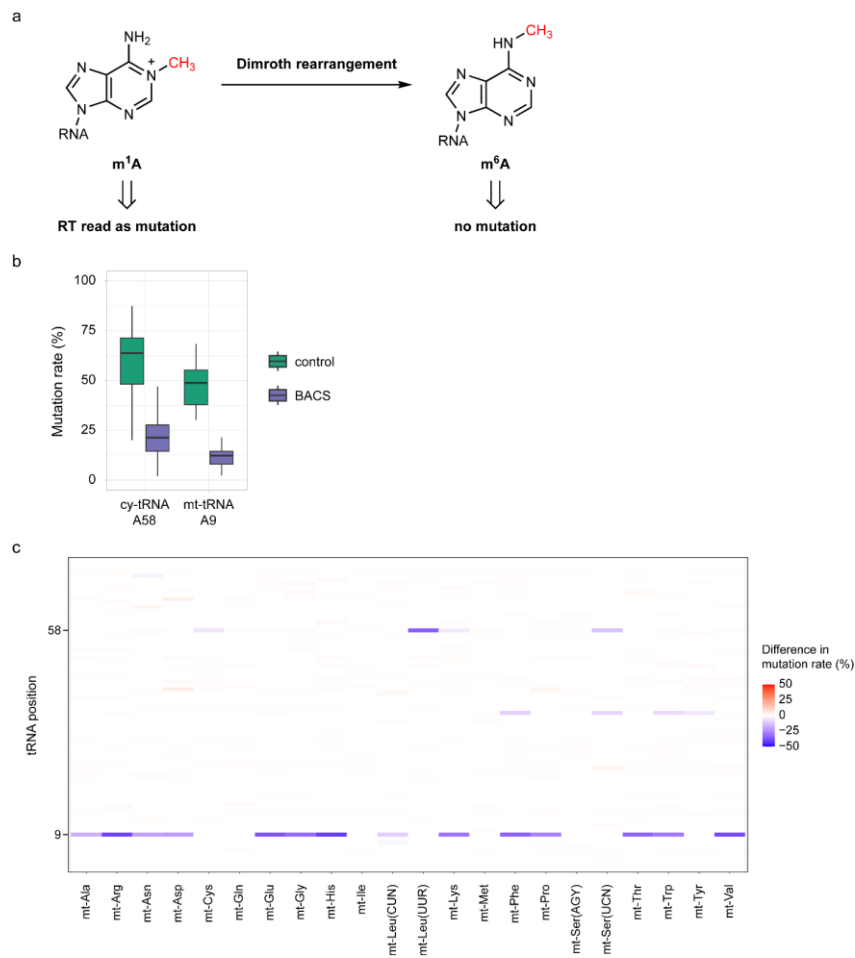 a
NH₂
N
+
N
CH₃
N
N
RNA
m¹A
RT read as mutation
Dimroth rearrangement
HN
CH₃
N
N
N
N
RNA
m⁶A
no mutation
b
Mutation rate (%)
100
75
50
25
0
cy-tRNA
A58
mt-tRNA
A9
control
BACS
c
tRNA position
58
9
mt-Ala
mt-Arg
mt-Asn
mt-Asp
mt-Cys
mt-Gln
mt-Glu
mt-Gly
mt-His
mt-Ile
mt-Leu(CUN)
mt-Leu(UUR)
mt-Lys
mt-Met
mt-Phe
mt-Pro
mt-Ser(AGY)
mt-Ser(UCN)
mt-Thr
mt-Trp
mt-Tyr
mt-Val
Difference in
mutation rate (%)
50
25
0
−25
−50